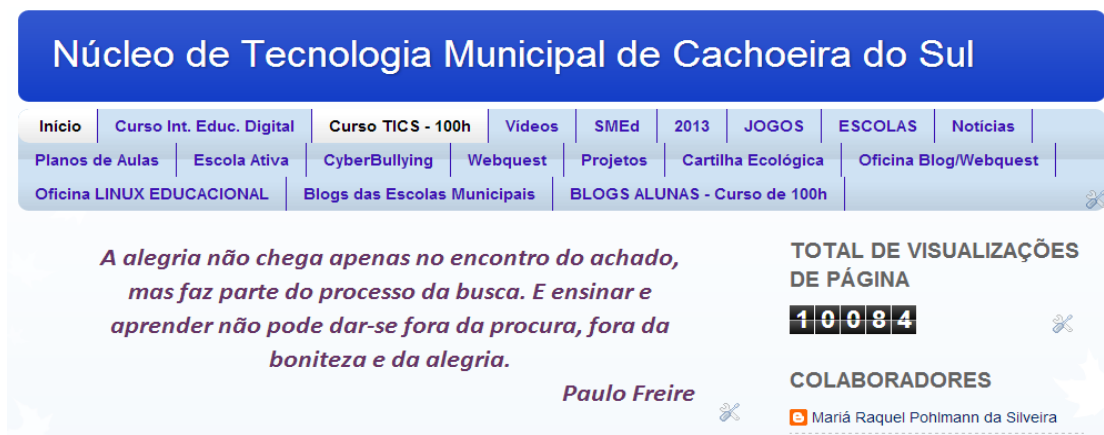 Núcleo de Tecnologia Municipal de Cachoeira do Sul
Início Curso Int. Educ. Digital Curso TICS - 100h Vídeos SMEd 2013 JOGOS ESCOLAS Notícias
Planos de Aulas Escola Ativa CyberBullying Webquest Projetos Cartilha Ecológica Oficina Blog/Webquest
Oficina LINUX EDUCACIONAL Blogs das Escolas Municipais BLOGS ALUNAS - Curso de 100h
A alegria não chega apenas no encontro do achado,
mas faz parte do processo da busca. E ensinar e
aprender não pode dar-se fora da procura, fora da
boniteza e da alegria.
Paulo Freire
TOTAL DE VISUALIZAÇÕES
DE PÁGINA
10084
COLABORADORES
Mariá Raquel Pohlmann da Silveira